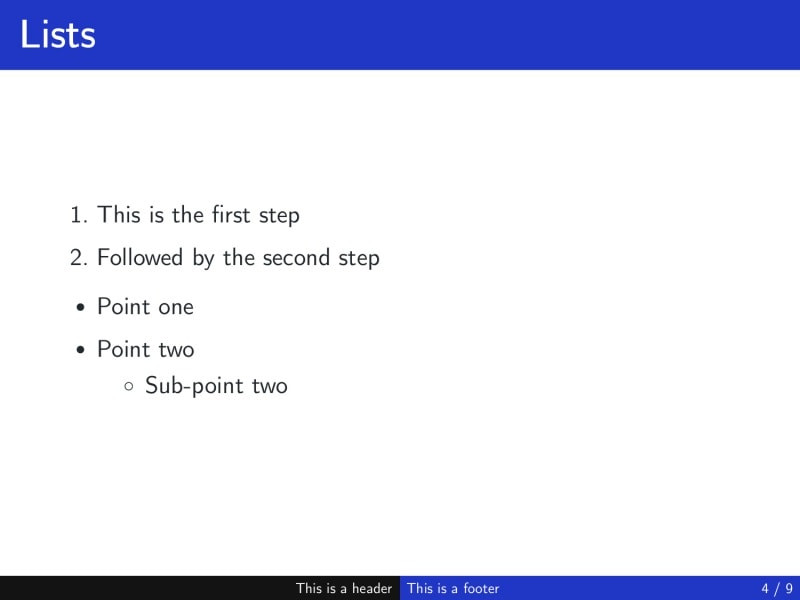 Lists
1. This is the first step
2. Followed by the second step
• Point one
• Point two
◦ Sub-point two
This is a header This is a footer 4 / 9